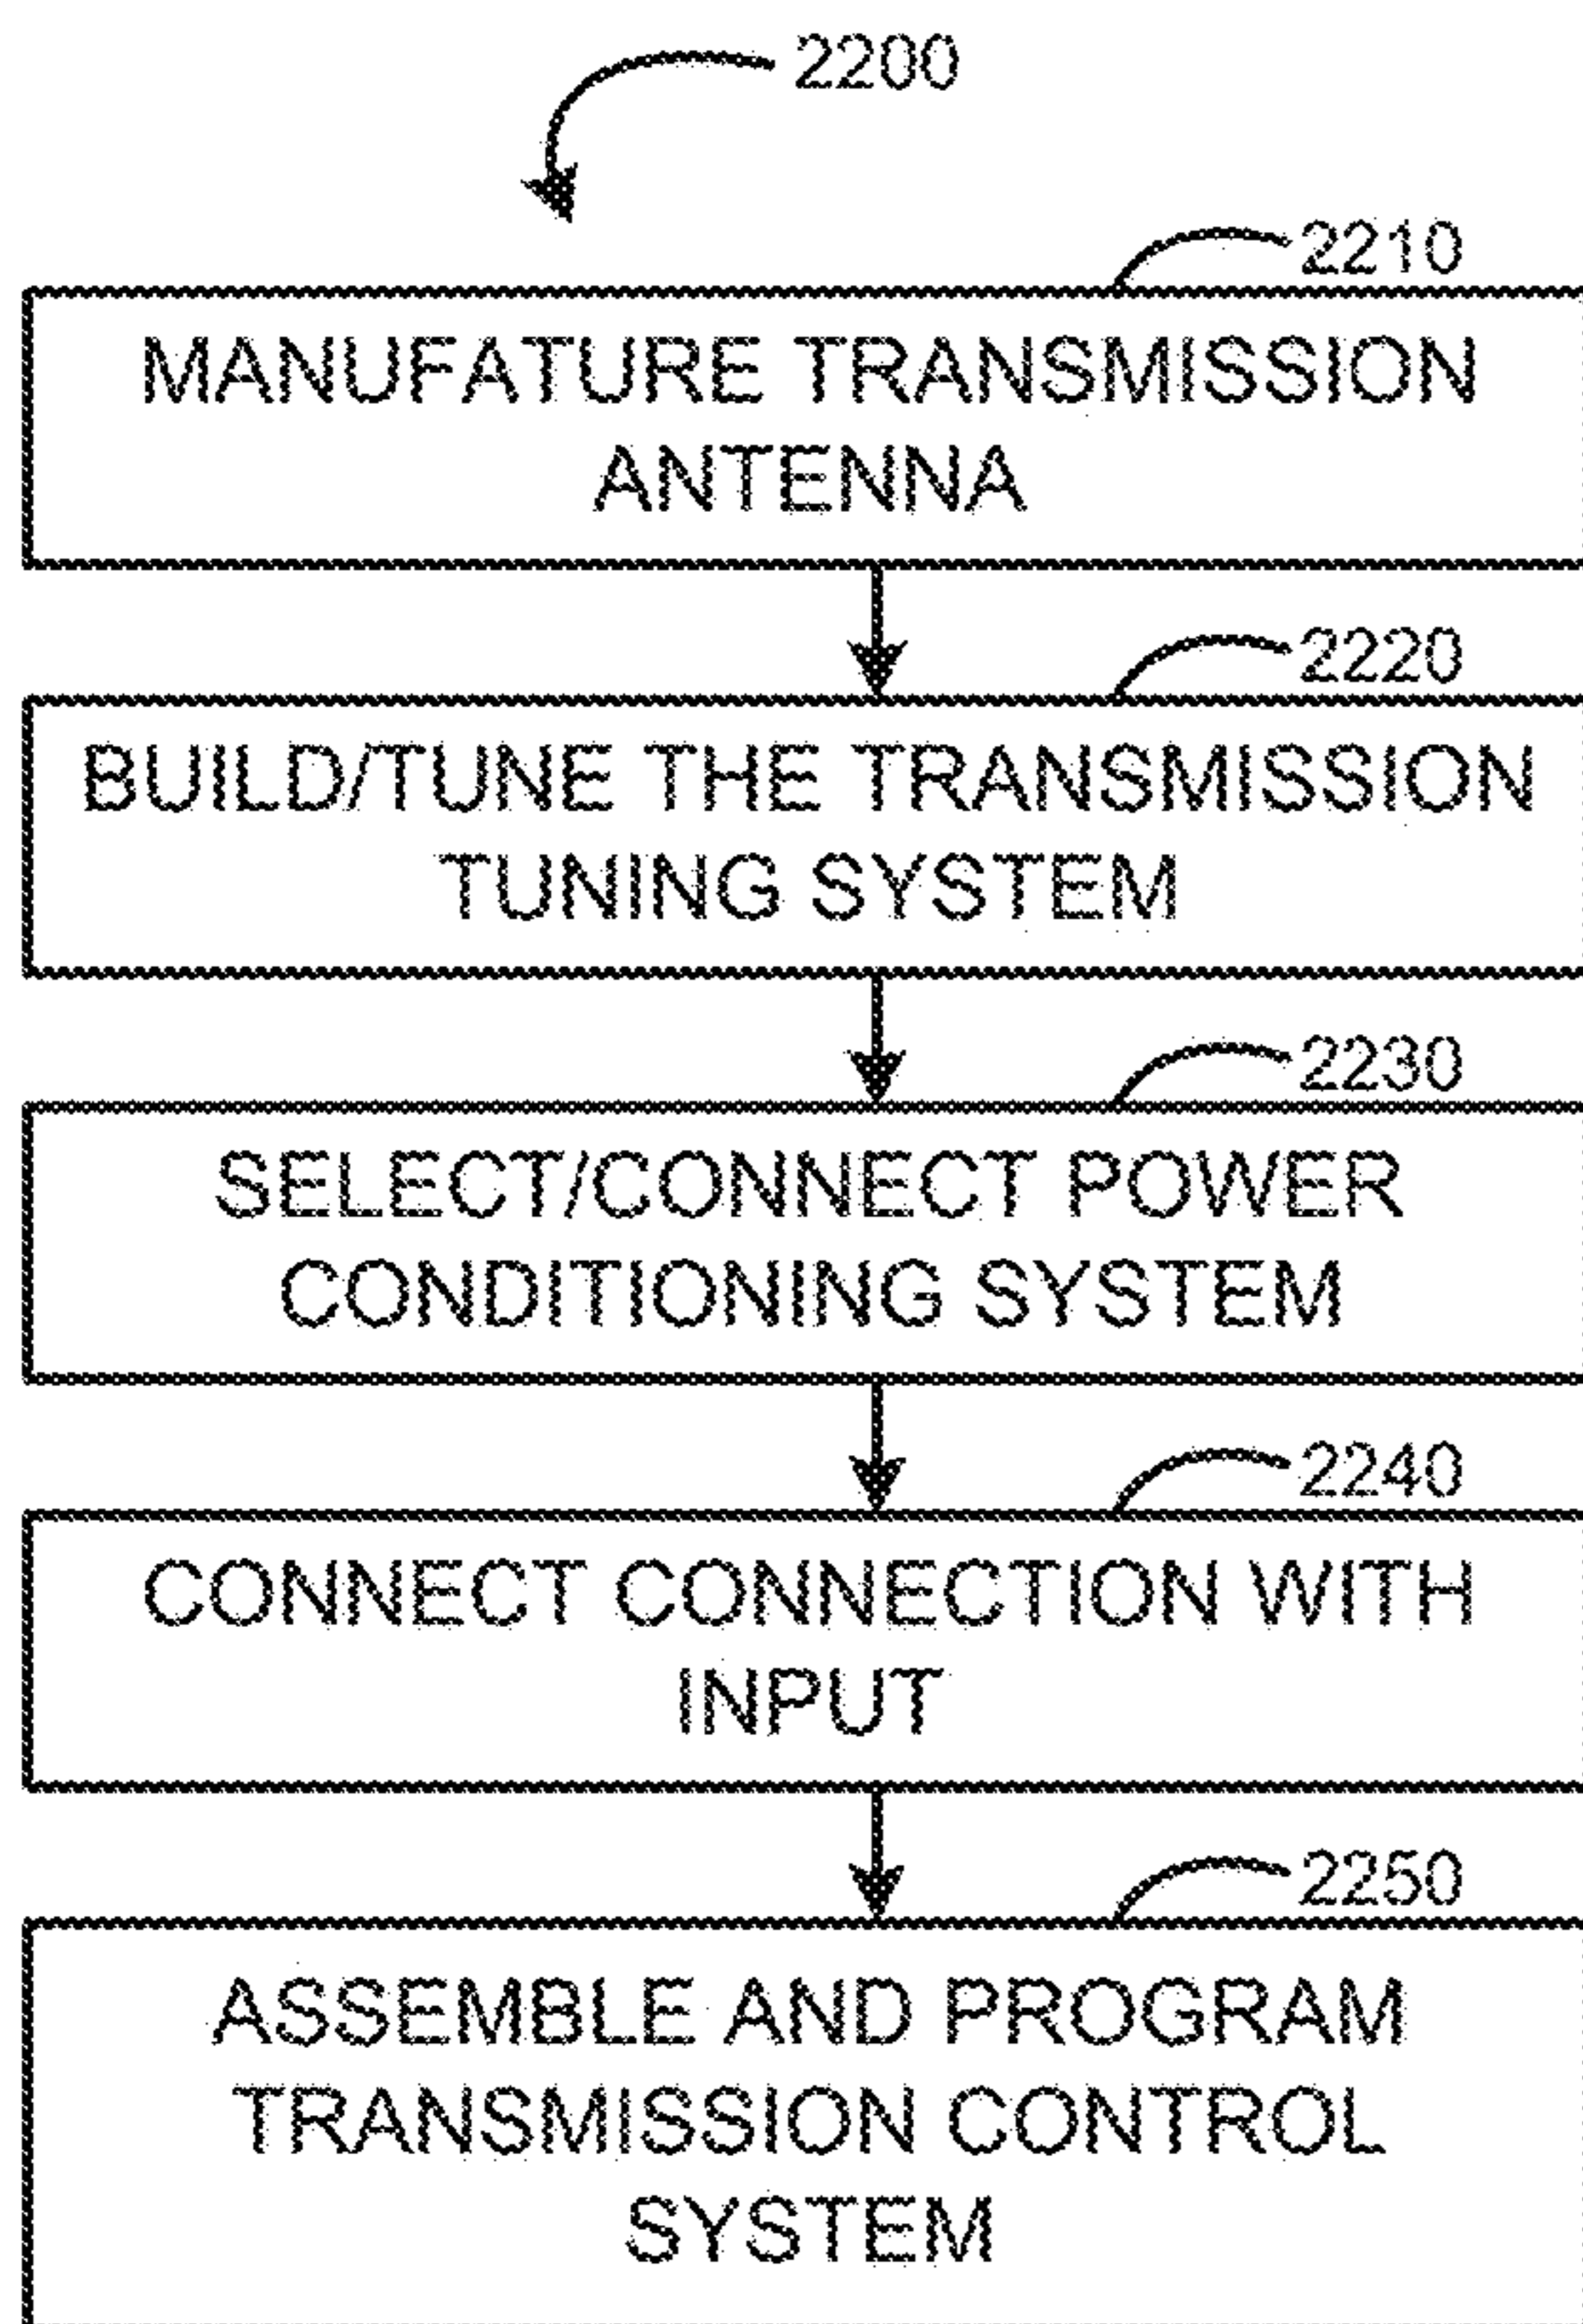 2200
2210
MANUFATURE TRANSMISSION
ANTENNA
2220
BUILD/TUNE THE TRANSMISSION
TUNING SYSTEM
2230
SELECT/CONNECT POWER
CONDITIONING SYSTEM
2240
CONNECT CONNECTION WITH
INPUT
2250
ASSEMBLE AND PROGRAM
TRANSMISSION CONTROL
SYSTEM